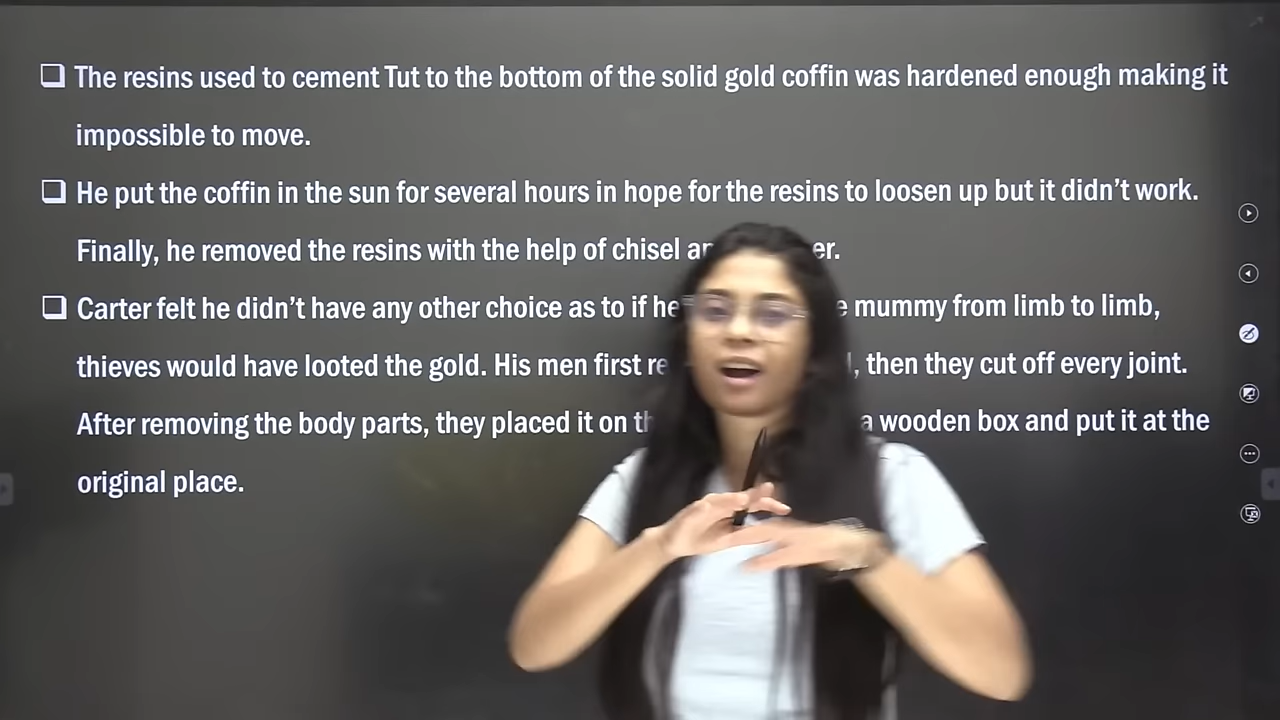 The resins used to cement Tut to the bottom of the solid gold coffin was hardened enough making it
impossible to move.
He put the coffin in the sun for several hours in hope for the resins to loosen up but it didn't work.
Finally, he removed the resins with the help of chisel
Carter felt he didn't have any other choice as to if he mummy from limb to limb,
thieves would have looted the gold. His men first , then they cut off every joint.
After removing the body parts, they placed it on a wooden box and put it at the
original place.